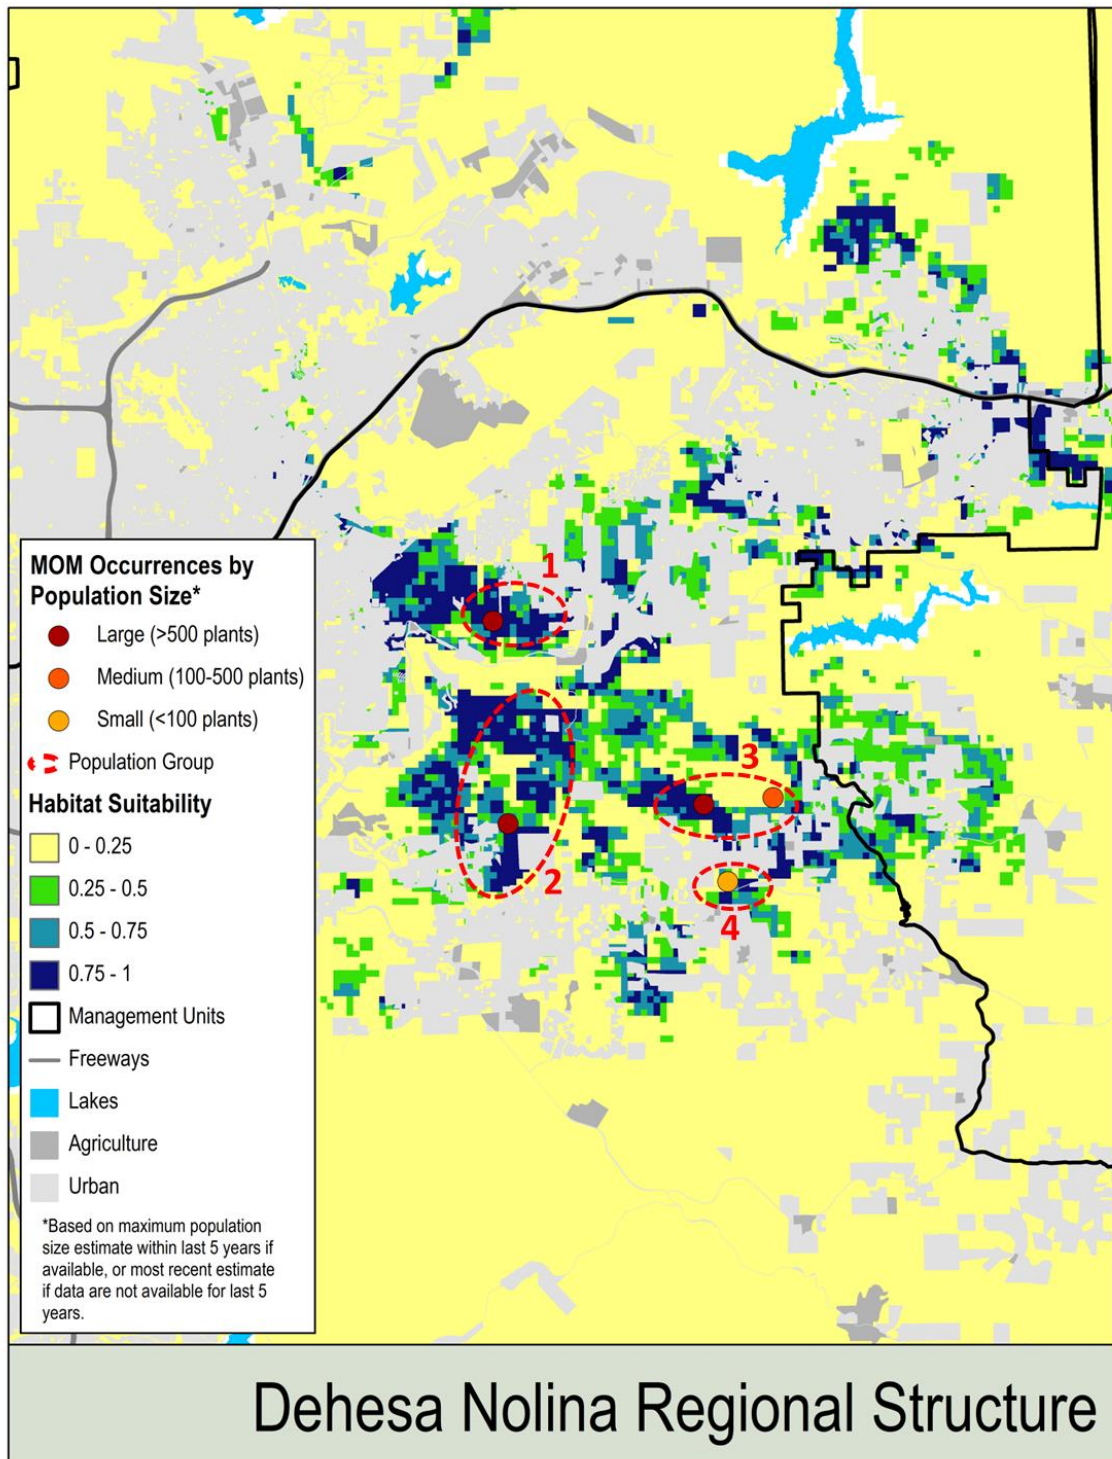 1
MOM Occurrences by
Population Size*
Large (>500 plants)
Medium (100-500 plants)
Small (<100 plants)
Population Group
Habitat Suitability
0 - 0.25
0.25 - 0.5
0.5 - 0.75
0.75 - 1
Management Units
Freeways
Lakes
Agriculture
Urban
*Based on maximum population
size estimate within last 5 years if
available, or most recent estimate
if data are not available for last 5
years.
3
2
4
Dehesa Nolina Regional Structure